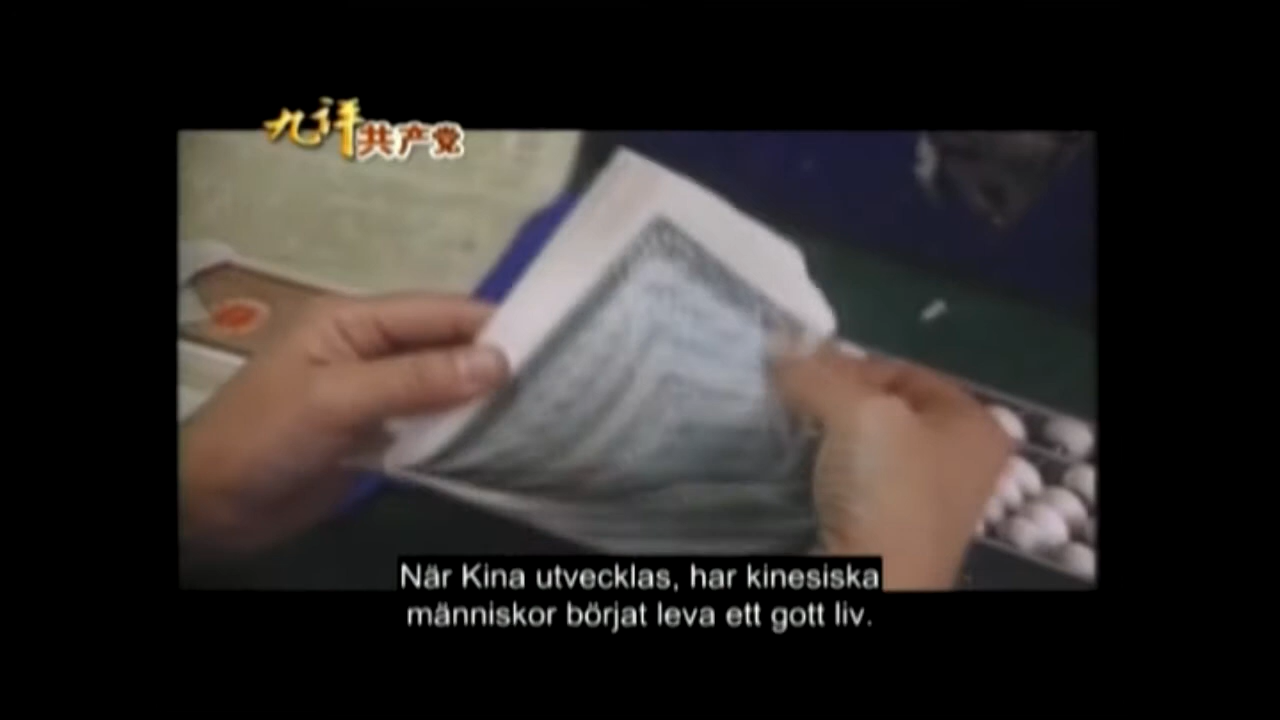 九评共产党
När Kina utvecklas, har kinesiska
människor börjat leva ett gott liv.